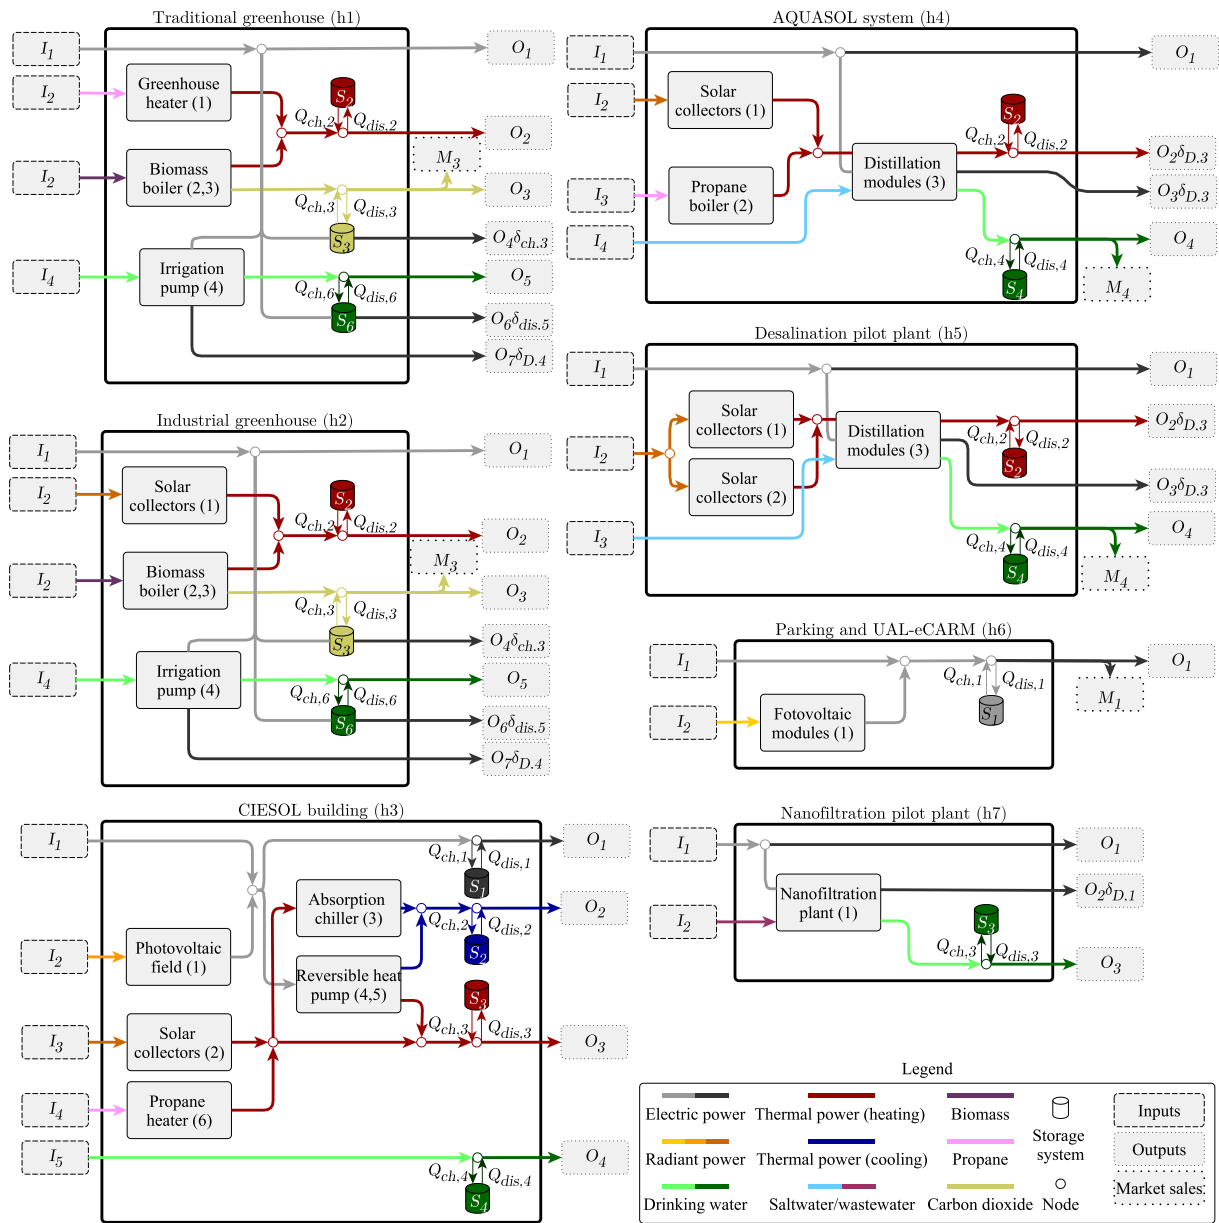 Traditional greenhouse (h1)
I1
O1
I2
Greenhouse
heater (1)
S2
Qch,2
Qdis,2
O2
M3
I2
Biomass
boiler (2,3)
O3
Qch,3
Qdis,3
S3
O4δch.3
I4
Irrigation
pump (4)
O5
Qch,6
Qdis,6
S6
O6δdis.5
O7δD.4
Industrial greenhouse (h2)
I1
O1
I2
Solar
collectors (1)
S2
Qch,2
Qdis,2
O2
M3
I2
Biomass
boiler (2,3)
O3
Qch,3
Qdis,3
S3
O4δch.3
I4
Irrigation
pump (4)
O5
Qch,6
Qdis,6
S6
O6δdis.5
O7δD.4
CIESOL building (h3)
I1
O1
Qch,1
Qdis,1
S1
Absorption
chiller (3)
O2
Qch,2
Qdis,2
S2
I2
Photovoltaic
field (1)
Reversible heat
pump (4,5)
S3
Qch,3
Qdis,3
I3
Solar
collectors (2)
O3
I4
Propane
heater (6)
I5
O4
Qch,4
Qdis,4
S4
AQUASOL system (h4)
I1
O1
I2
Solar
collectors (1)
S2
Qch,2
Qdis,2
Distillation
modules (3)
O2δD.3
I3
Propane
boiler (2)
O3δD.3
I4
O4
Qch,4
Qdis,4
S4
M4
Desalination pilot plant (h5)
I1
O1
Solar
collectors (1)
Distillation
modules (3)
O2δD.3
Qch,2
Qdis,2
S2
I2
Solar
collectors (2)
O3δD.3
I3
O4
Qch,4
Qdis,4
S4
M4
Parking and UAL-eCARM (h6)
I1
O1
Qch,1
Qdis,1
M1
S1
I2
Fotovoltaic
modules (1)
Nanofiltration pilot plant (h7)
I1
O1
Nanofiltration
plant (1)
O2δD.1
I2
S3
Qch,3
Qdis,3
O3
Legend
Electric power
Thermal power (heating)
Biomass
Storage
system
Inputs
Radiant power
Thermal power (cooling)
Propane
Outputs
Drinking water
Saltwater/wastewater
Carbon dioxide
Node
Market sales